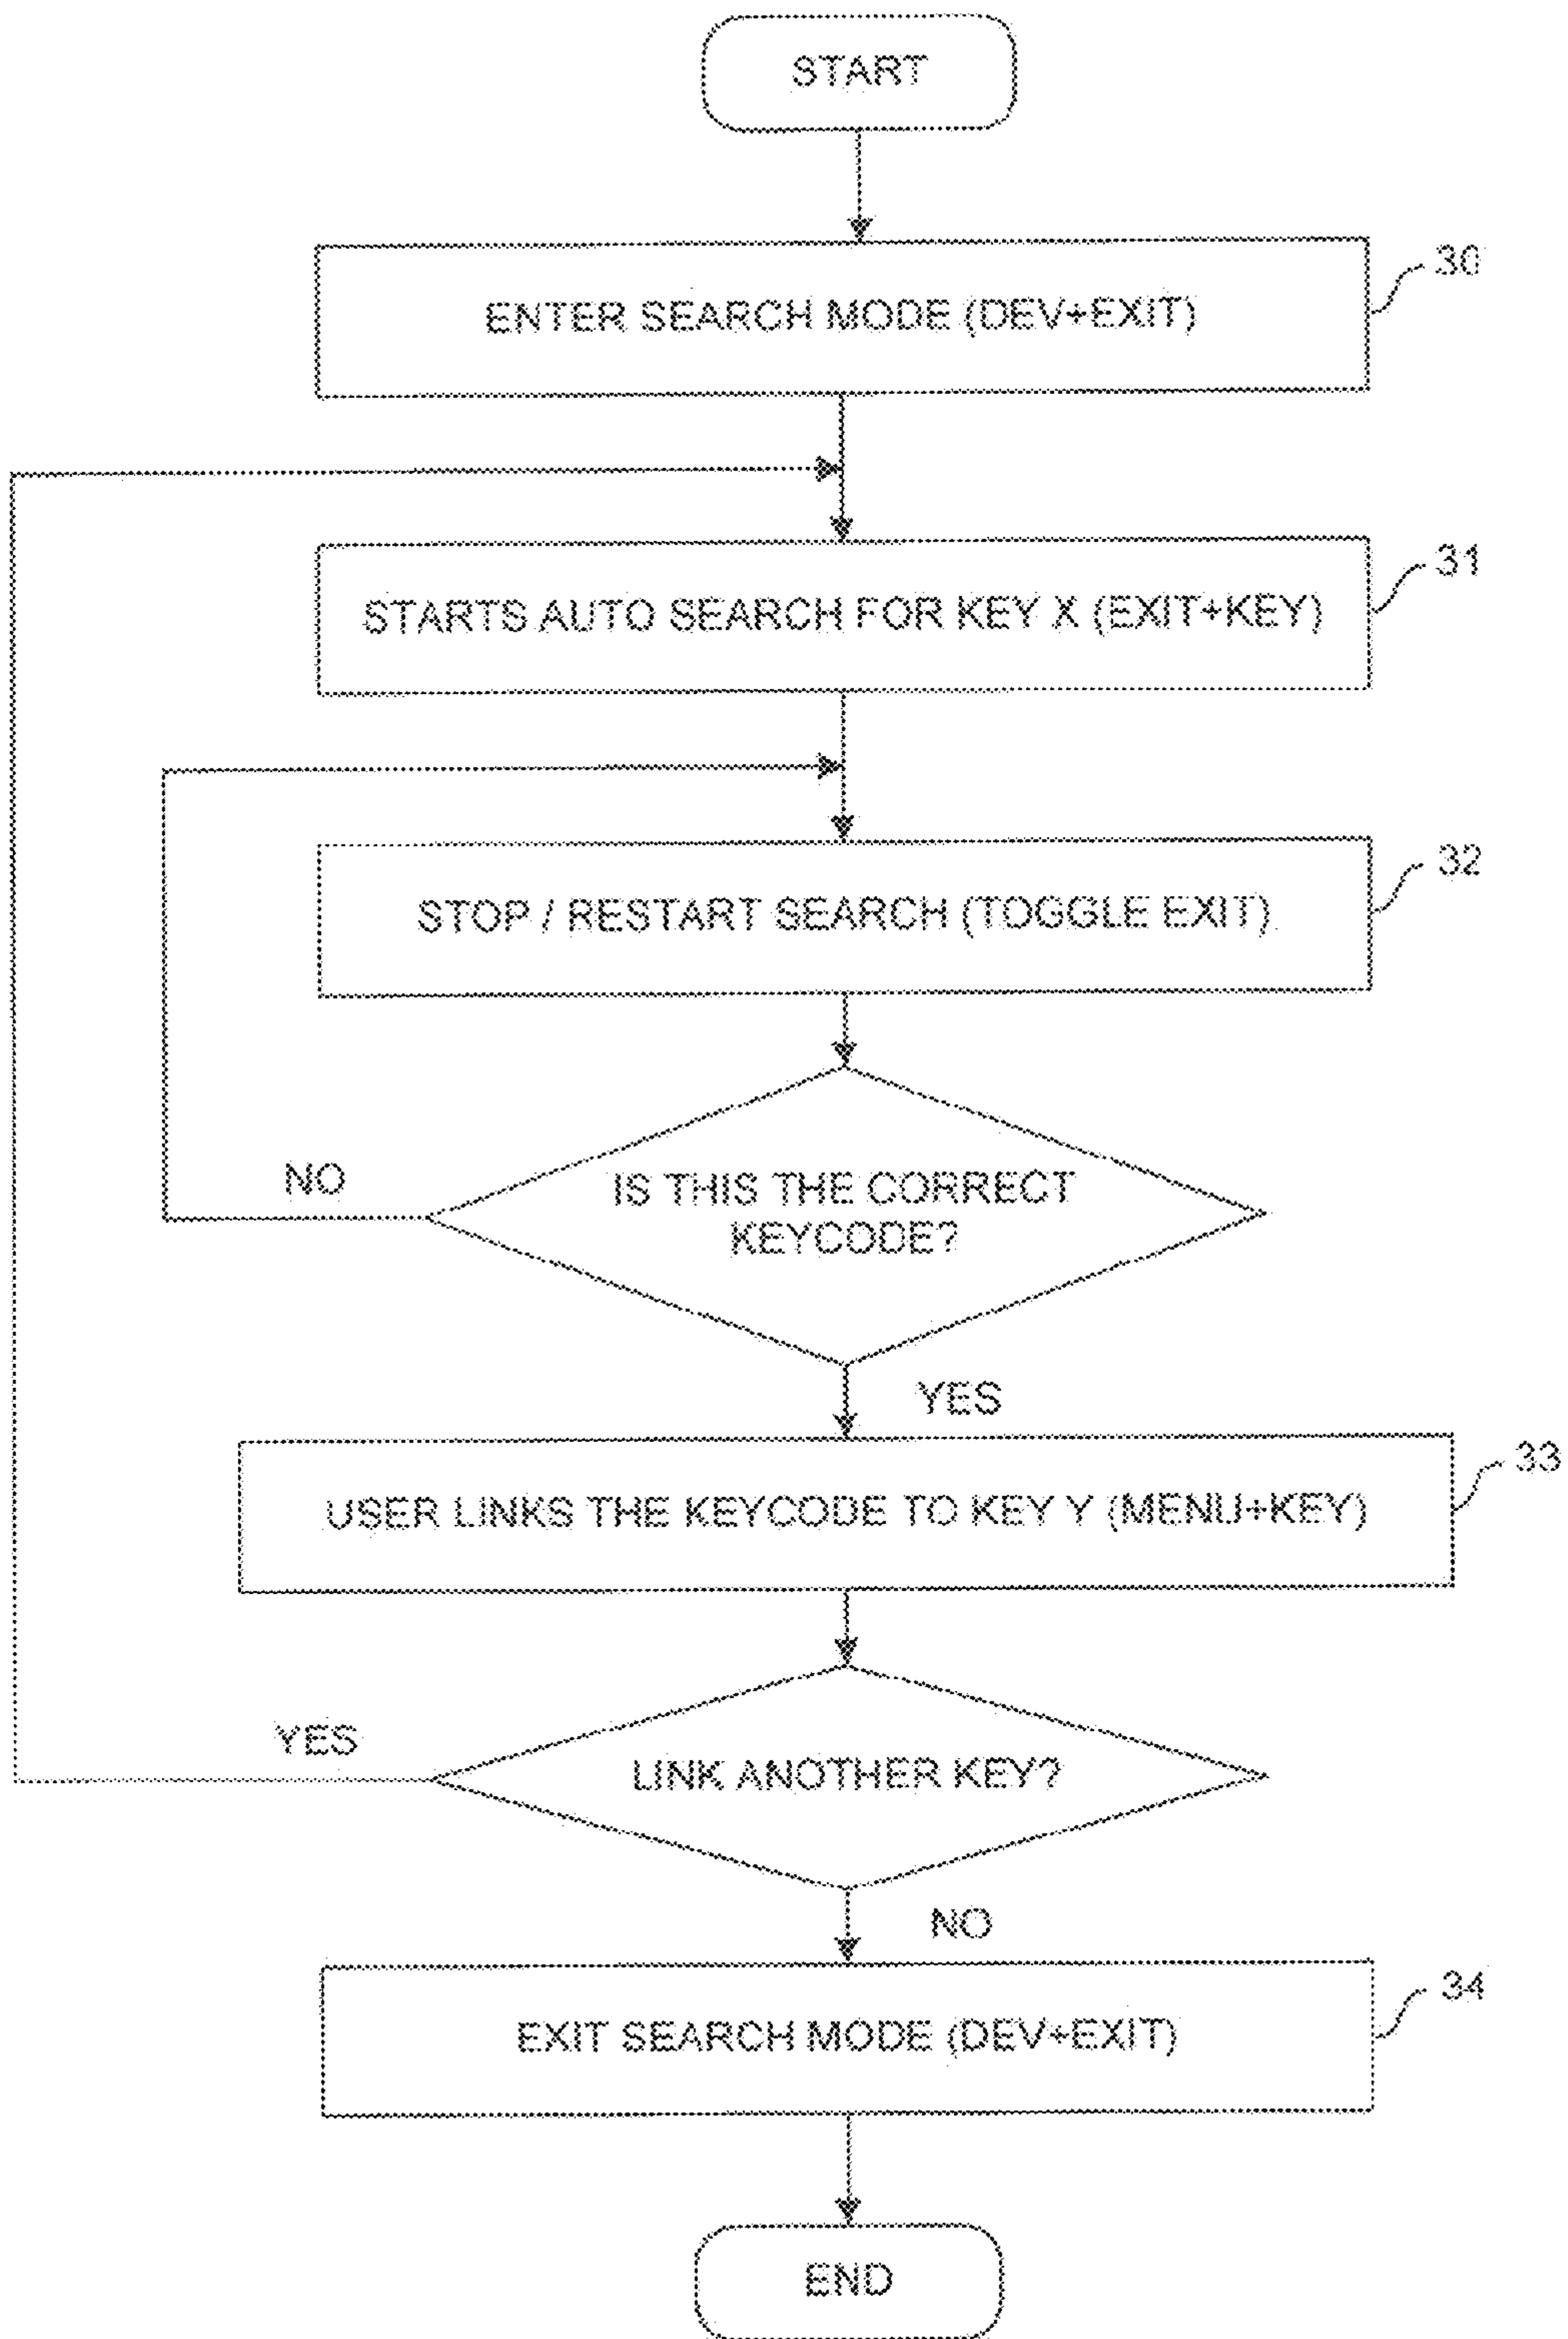 START
ENTER SEARCH MODE (DEV+EXIT)
30
STARTS AUTO SEARCH FOR KEY X (EXIT+KEY)
31
STOP / RESTART SEARCH (TOGGLE EXIT)
32
NO
IS THIS THE CORRECT
KEYCODE?
YES
USER LINKS THE KEYCODE TO KEY Y (MENU+KEY)
33
YES
LINK ANOTHER KEY?
NO
EXIT SEARCH MODE (DEV+EXIT)
34
END